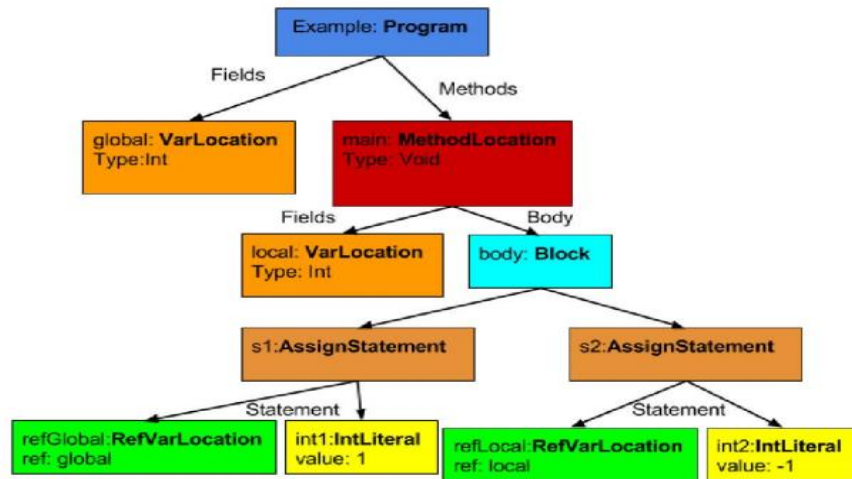 Example: Program
Fields
Methods
global: VarLocation
Type:Int
main: MethodLocation
Type: Void
Fields
Body
local: VarLocation
Type: Int
body: Block
s1:AssignStatement
s2:AssignStatement
Statement
Statement
refGlobal:RefVarLocation
ref: global
int1:IntLiteral
value: 1
refLocal:RefVarLocation
ref: local
int2:IntLiteral
value: -1